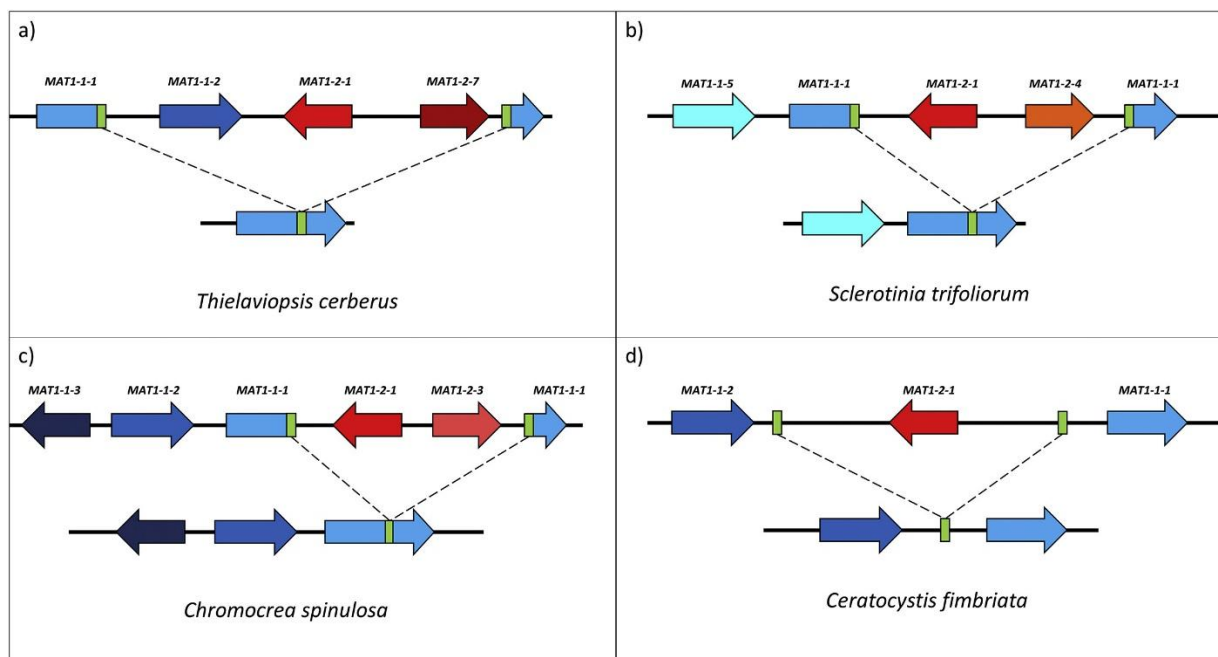 a)
MAT1-1-1 MAT1-1-2 MAT1-2-1 MAT1-2-7
Thielaviopsis cerberus
b)
MAT1-1-5 MAT1-1-1 MAT1-2-1 MAT1-2-4 MAT1-1-1
Sclerotinia trifoliorum
c)
MAT1-1-3 MAT1-1-2 MAT1-1-1 MAT1-2-1 MAT1-2-3 MAT1-1-1
Chromocrea spinulosa
d)
MAT1-1-2 MAT1-2-1 MAT1-1-1
Ceratocystis fimbriata